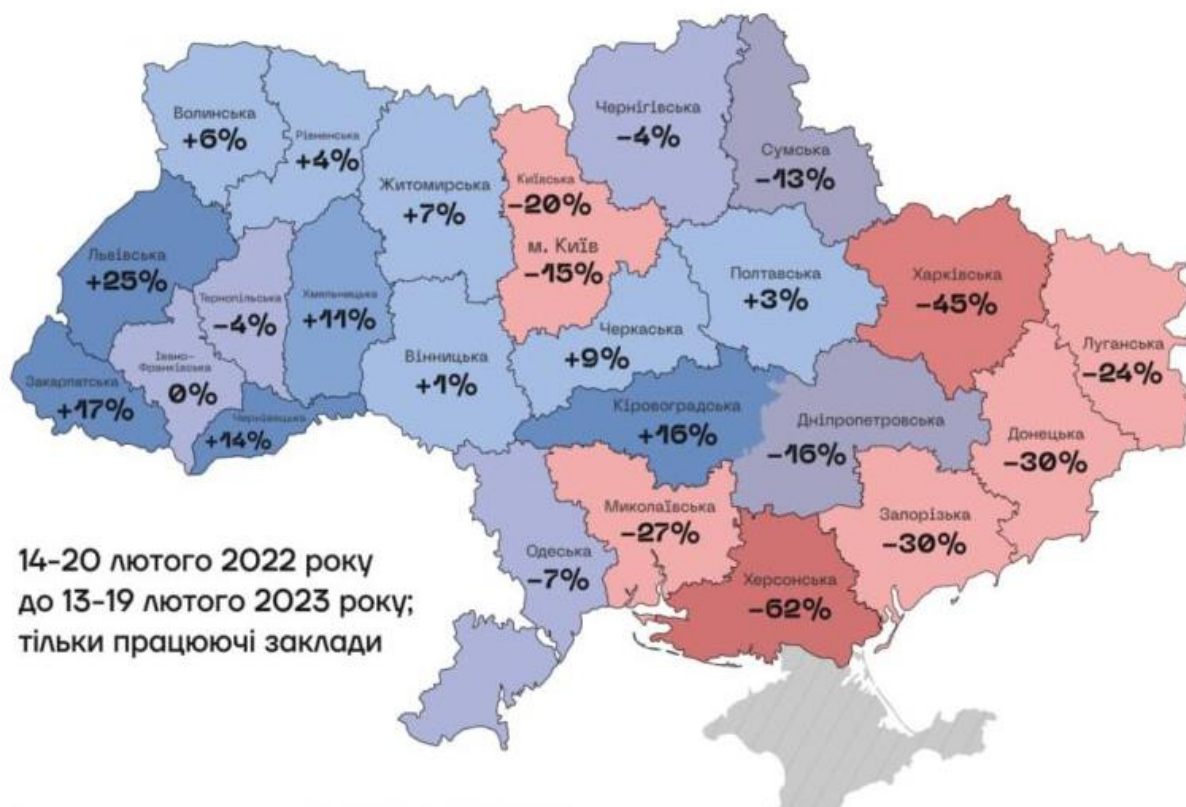 Волинська
+6%
Рівненська
+4%
Житомирська
+7%
Київська
-20%
м. Київ
-15%
Чернігівська
-4%
Сумська
-13%
Львівська
+25%
Тернопільська
-4%
Хмельницька
+11%
Вінницька
+1%
Черкаська
+9%
Полтавська
+3%
Харківська
-45%
Луганська
-24%
Закарпатська
+17%
Івано-
Франківська
0%
Чернівецька
+14%
Кіровоградська
+16%
Дніпропетровська
-16%
Донецька
-30%
Одеська
-7%
Миколаївська
-27%
Запорізька
-30%
Херсонська
-62%
14-20 лютого 2022 року
до 13-19 лютого 2023 року;
тільки працюючі заклади